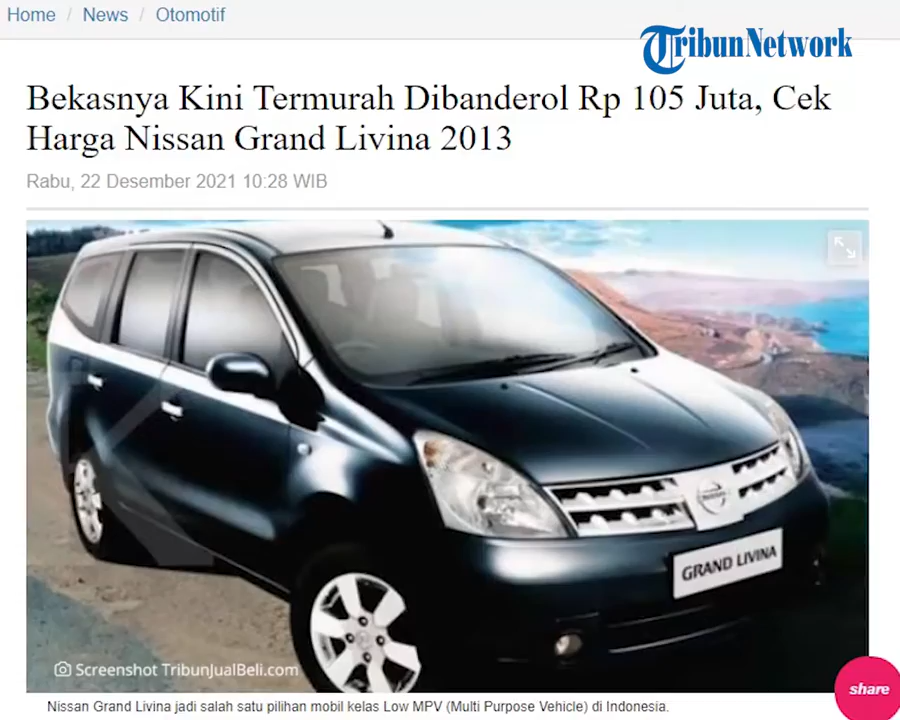 Home / News / Otomotif
TribunNetwork
Bekasnya Kini Termurah Dibanderol Rp 105 Juta, Cek
Harga Nissan Grand Livina 2013
Rabu, 22 Desember 2021 10:28 WIB
NISSAN
GRAND LIVINA
Screenshot TribunJualBeli.com
share
Nissan Grand Livina jadi salah satu pilihan mobil kelas Low MPV (Multi Purpose Vehicle) di Indonesia.